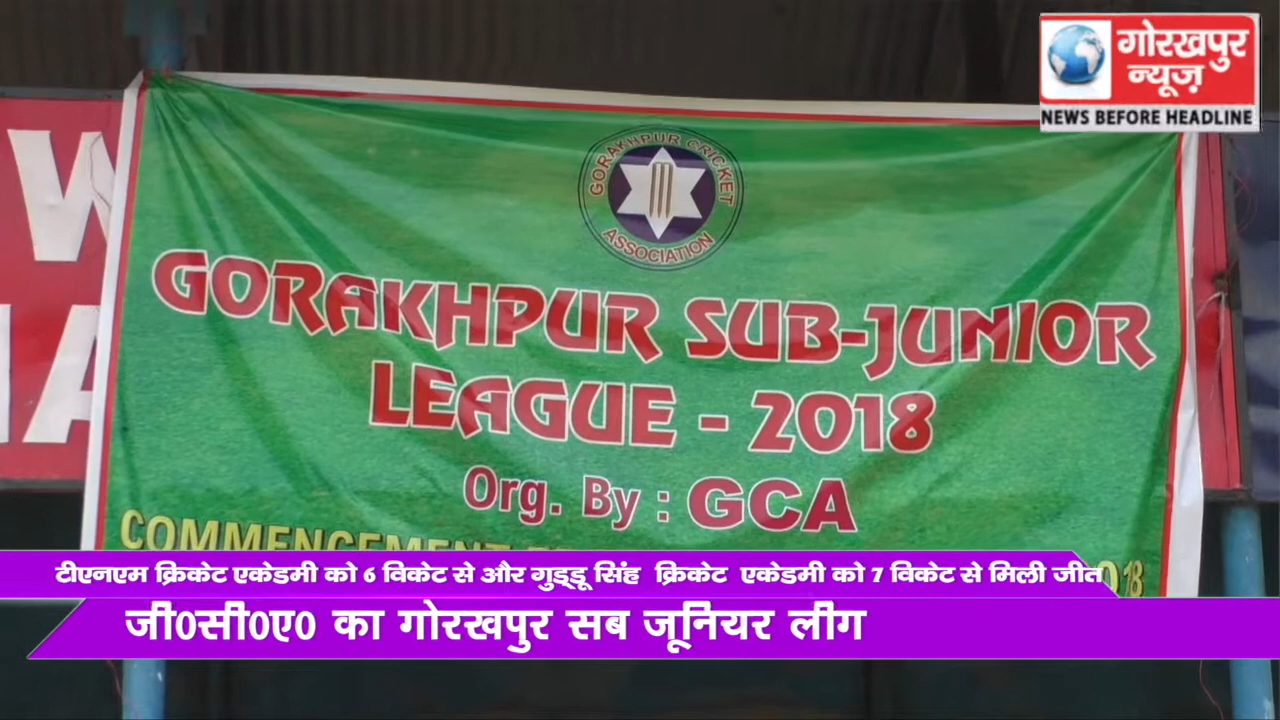 गोरखपुर
न्यूज़
NEWS BEFORE HEADLINE
W
GORAKHPUR CRICKET
ASSOCIATION
GORAKHPUR SUB-JUNIOR
LEAGUE - 2018
Org. By : GCA
COMMENCEMENT
टीएनएम क्रिकेट एकेडमी को 6 विकेट से और गुड्डू सिंह क्रिकेट एकेडमी को 7 विकेट से मिली जीत
जी0सी0ए0 का गोरखपुर सब जूनियर लीग